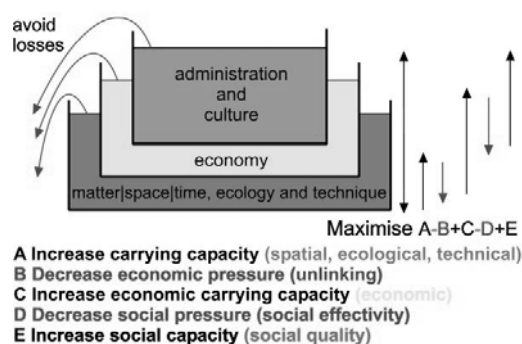 avoid
losses
administration
and
culture
economy
matter|space|time, ecology and technique
Maximise A-B+C-D+E
A Increase carrying capacity (spatial, ecological, technical)
B Decrease economic pressure (unlinking)
C Increase economic carrying capacity (economic)
D Decrease social pressure (social effectivity)
E Increase social capacity (social quality)